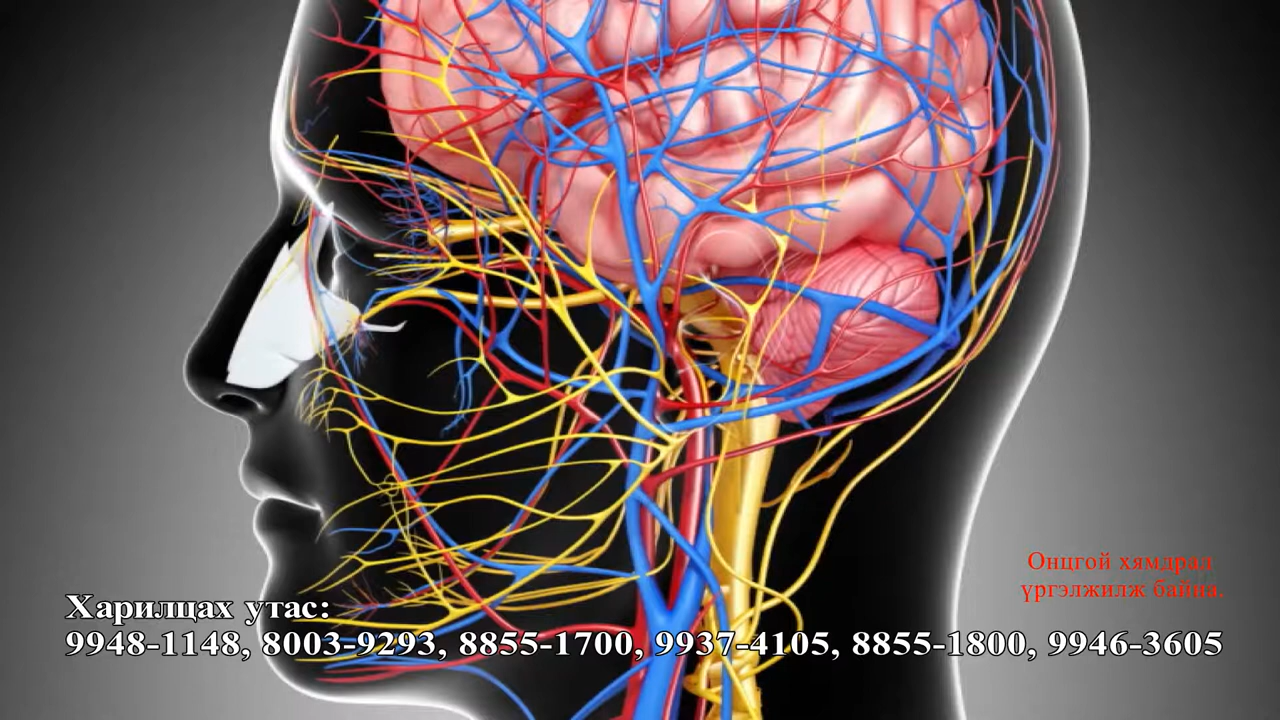 Онцгой хямдрал
үргэлжилж байна.
Харилцах утас:
9948-1148, 8003-9293, 8855-1700, 9937-4105, 8855-1800, 9946-3605